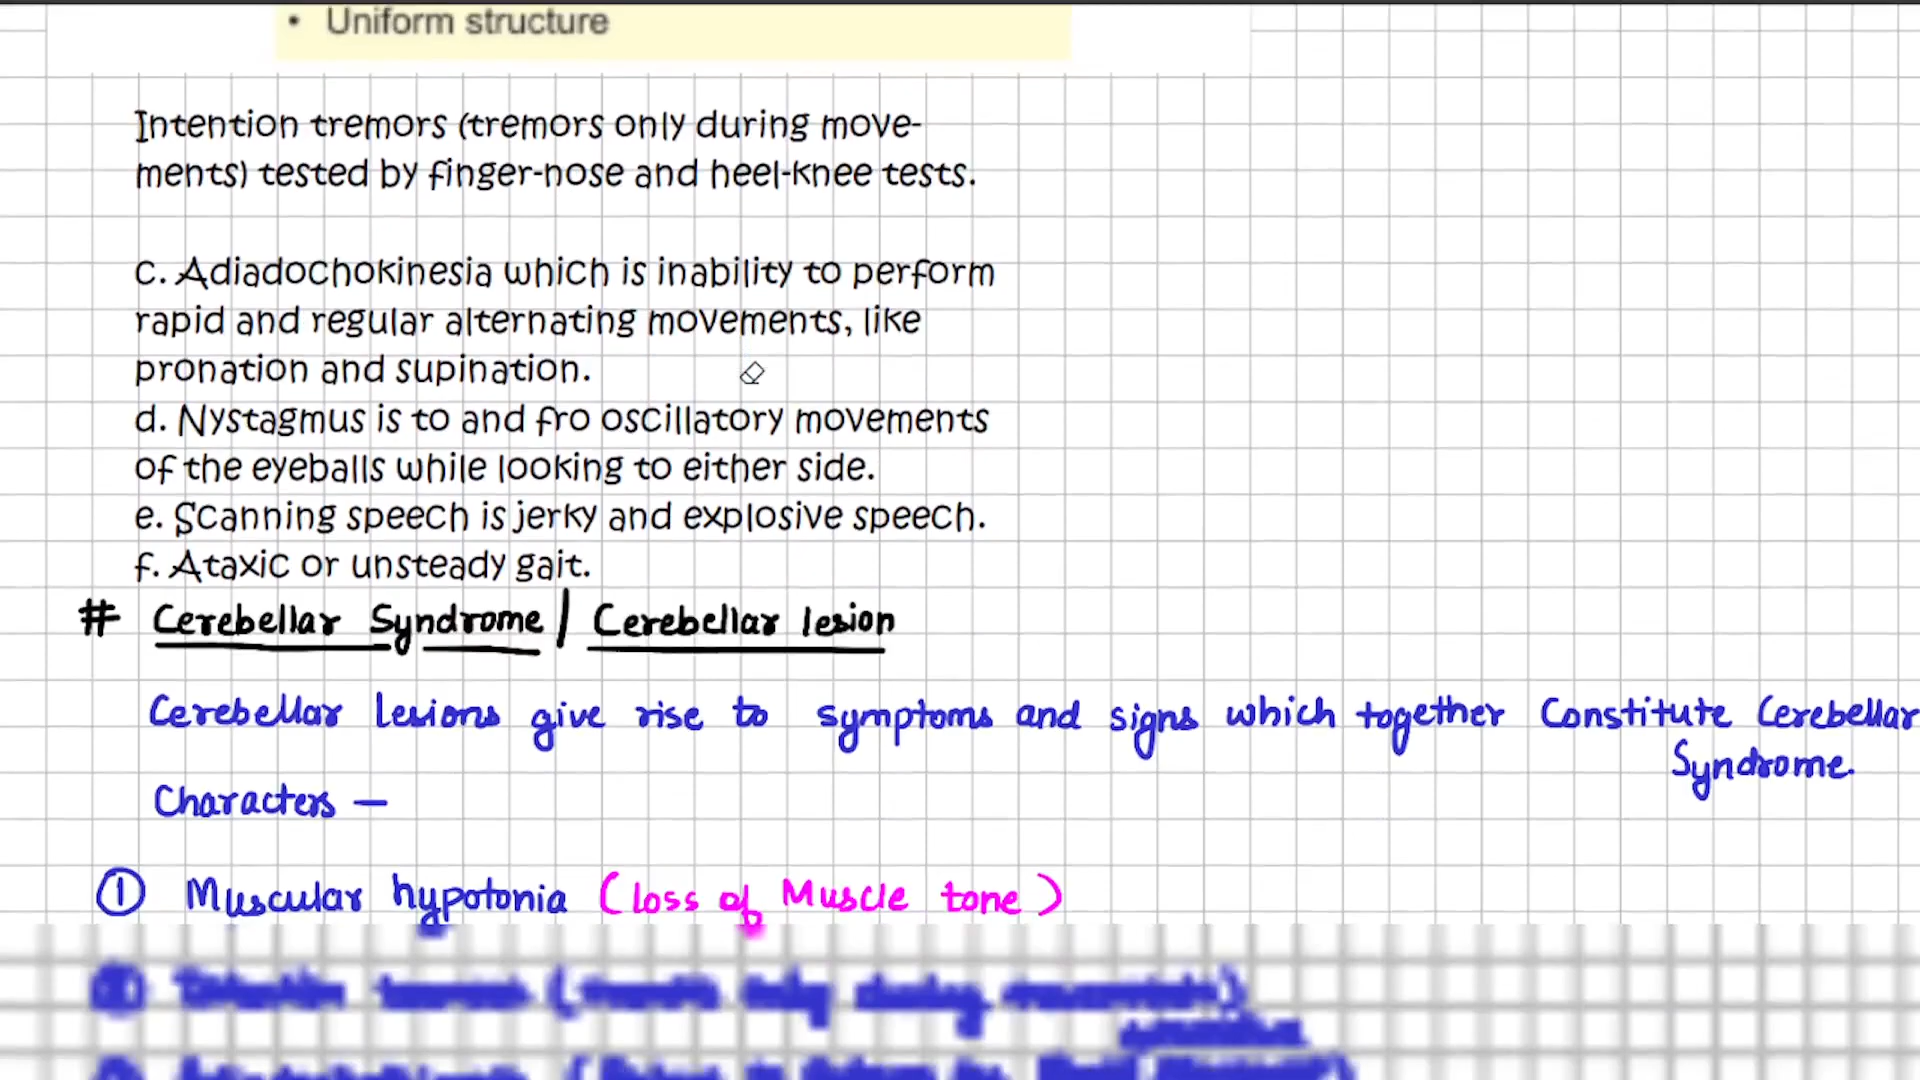 • Uniform structure
Intention tremors (tremors only during move-
ments) tested by finger-nose and heel-knee tests.
c. Adiadochokinesia which is inability to perform
rapid and regular alternating movements, like
pronation and supination.
d. Nystagmus is to and fro oscillatory movements
of the eyeballs while looking to either side.
e. Scanning speech is jerky and explosive speech.
f. Ataxic or unsteady gait.
# Cerebellar Syndrome / Cerebellar lesion
Cerebellar lesions give rise to symptoms and signs which together Constitute Cerebellar
Syndrome.
Characters —
① Muscular hypotonia (loss of Muscle tone)